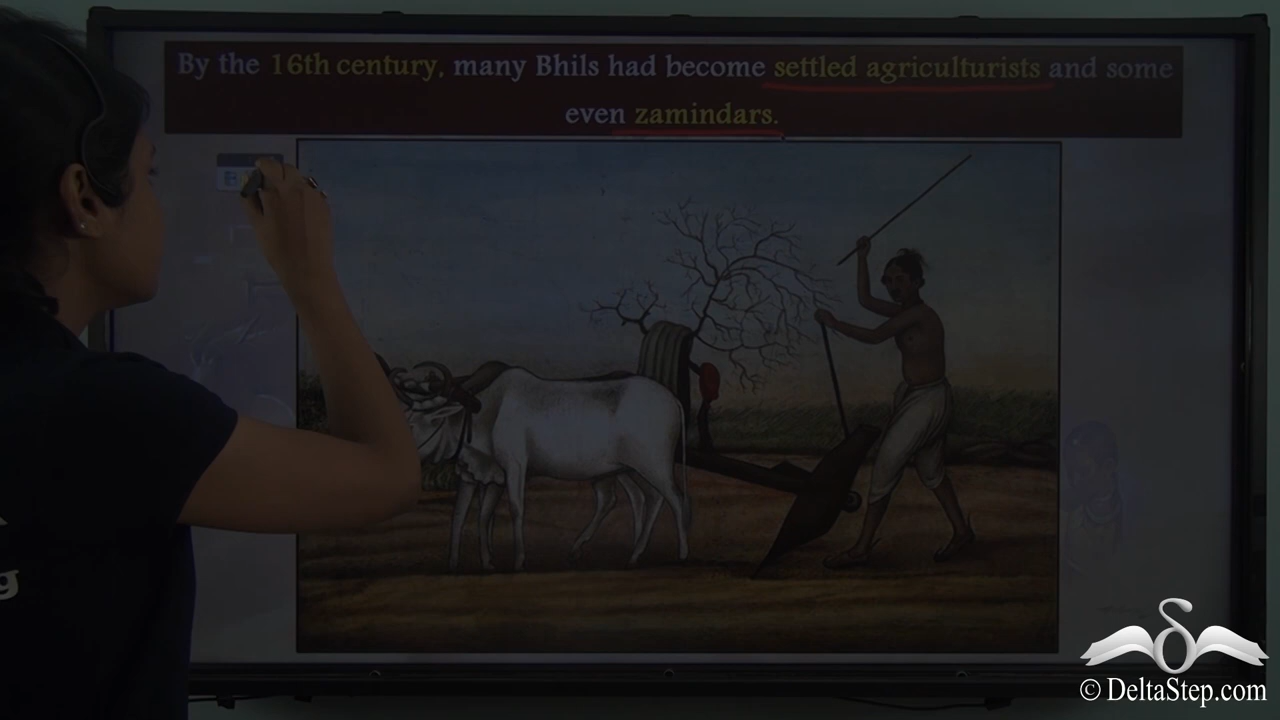 By the 16th century, many Bhils had become settled agriculturists and some
even zamindars.
g
© DeltaStep.com